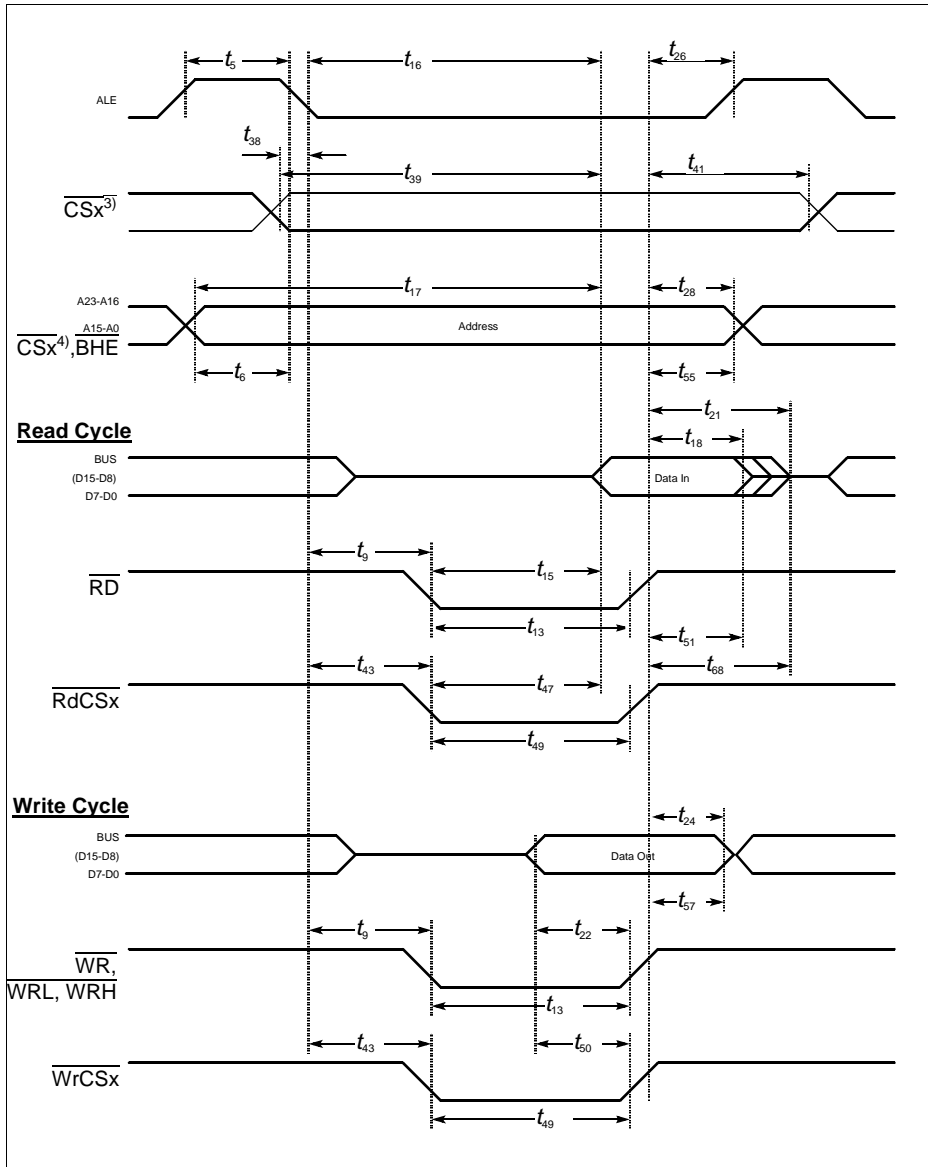 t5 t16 t26
ALE
t38
t39 t41
CSx3)
t17 t28
A23-A16
A15-A0
Address
CSx4),BHE
t6 t55
t21
Read Cycle
t18
BUS
(D15-D8)
D7-D0
Data In
t9
RD
t15
t13
t51
t43
t68
RdCSx
t47
t49
Write Cycle
t24
BUS
(D15-D8)
D7-D0
Data Out
t57
t9 t22
WR,
WRL, WRH
t13
t43 t50
WrCSx
t49